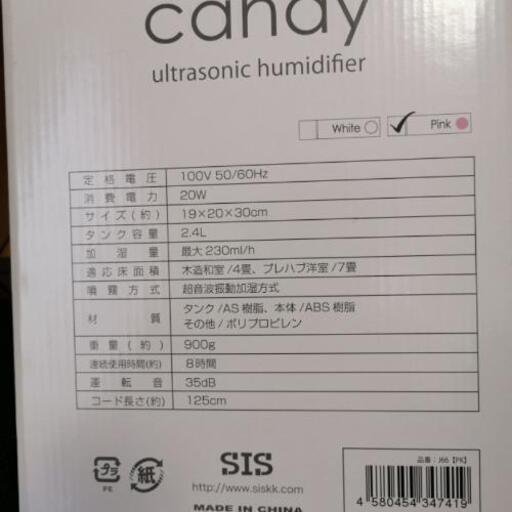 candy
ultrasonic humidifier
White Pink
定格電圧 100V 50/60Hz
消費電力 20W
サイズ(約) 19×20×30cm
タンク容量 2.4L
加湿量 最大230ml/h
適応床面積 木造和室/4畳、プレハブ洋室/7畳
噴霧方式 超音波振動加湿方式
材質 タンク/AS樹脂、本体/ABS樹脂
その他/ポリプロピレン
重量(約) 900g
連続使用時間(約) 8時間
運転音 35dB
コード長さ(約) 125cm
品番:J66【PK】
プラ 紙 SIS
PE
http://www.siskk.com/
4 580454 347419
MADE IN CHINA